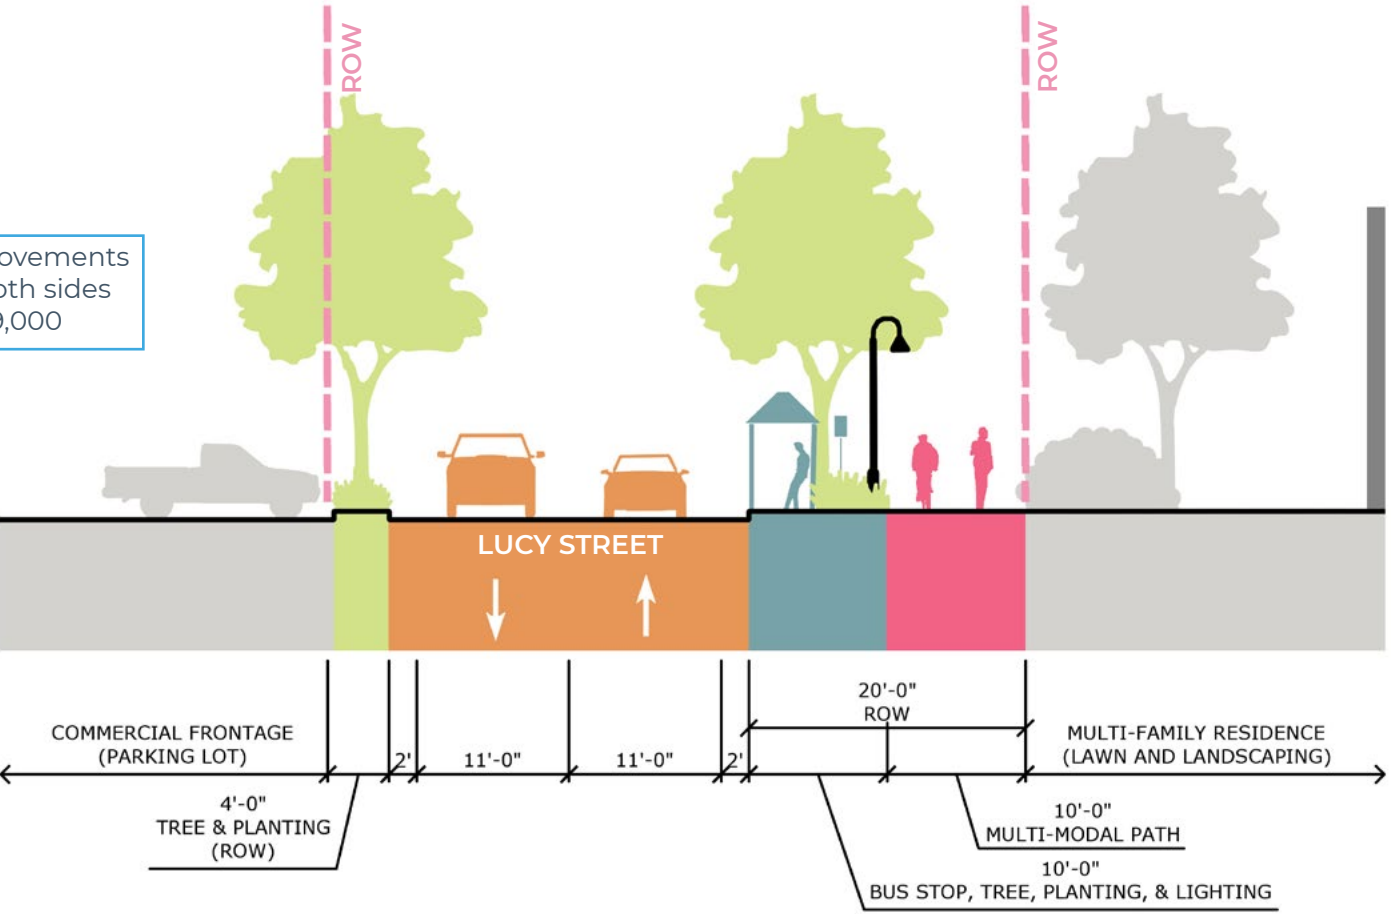 ROW
ROW
oth sides
LUCY STREET
20'-0"
ROW
COMMERCIAL FRONTAGE
(PARKING LOT)
2'
11'-0"
11'-0"
2'
MULTI-FAMILY RESIDENCE
(LAWN AND LANDSCAPING)
4'-0"
TREE & PLANTING
(ROW)
10'-0"
MULTI-MODAL PATH
10'-0"
BUS STOP, TREE, PLANTING, & LIGHTING